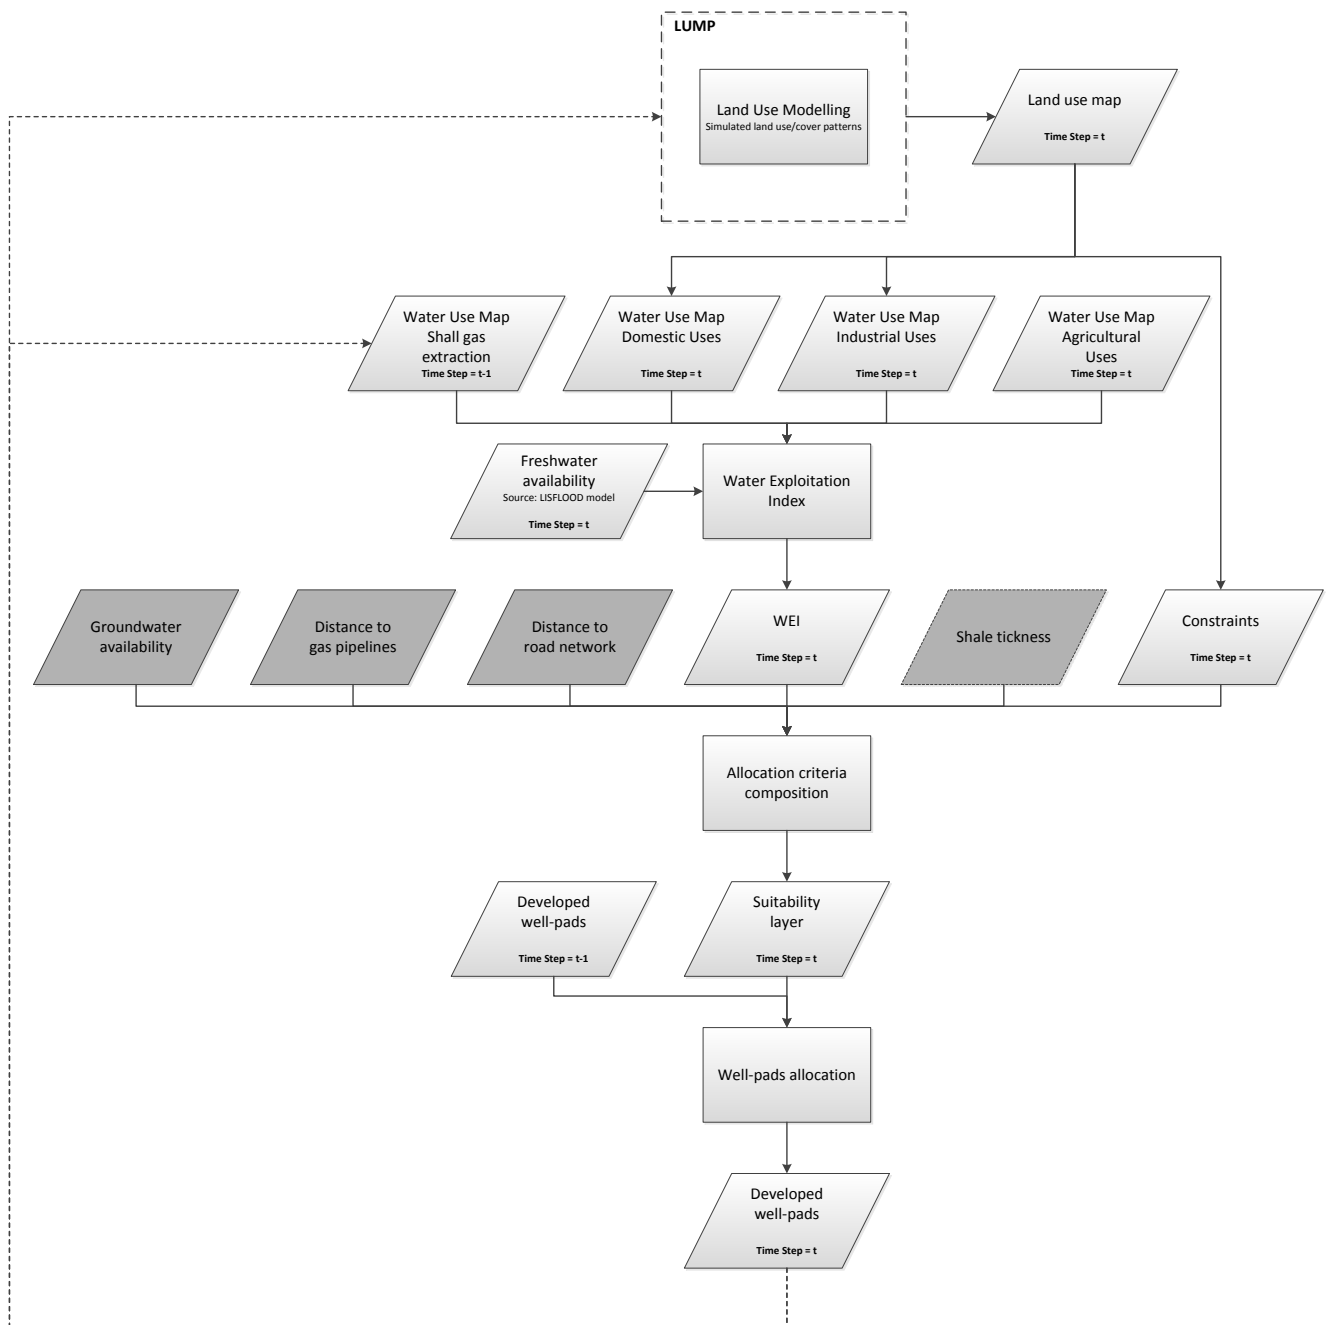 LUMP
Land Use Modelling
Simulated land use/cover patterns
Land use map
Time Step = t
Water Use Map
Shall gas
extraction
Time Step = t-1
Water Use Map
Domestic Uses
Time Step = t
Water Use Map
Industrial Uses
Time Step = t
Water Use Map
Agricultural
Uses
Time Step = t
Freshwater
availability
Source: LISFLOOD model
Time Step = t
Water Exploitation
Index
Groundwater
availability
Distance to
gas pipelines
Distance to
road network
WEI
Time Step = t
Shale tickness
Constraints
Time Step = t
Allocation criteria
composition
Developed
well-pads
Time Step = t-1
Suitability
layer
Time Step = t
Well-pads allocation
Developed
well-pads
Time Step = t